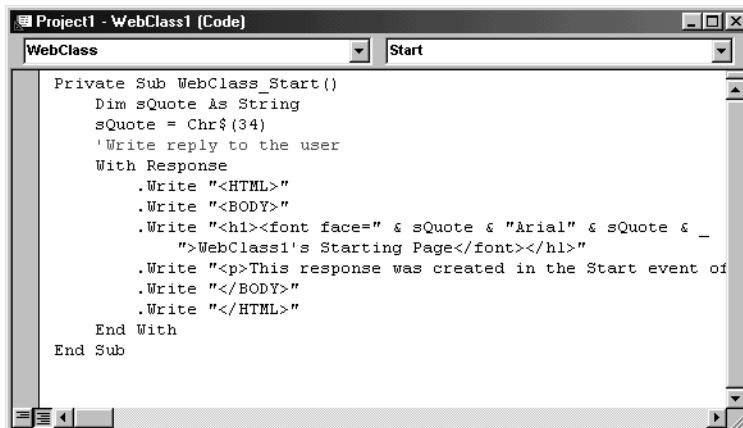 Project1 - WebClass1 (Code)
WebClass Start
Private Sub WebClass_Start()
Dim sQuote As String
sQuote = Chr$(34)
'Write reply to the user
With Response
.Write "<HTML>"
.Write "<BODY>"
.Write "<h1><font face=" & sQuote & "Arial" & sQuote & _
">WebClass1's Starting Page</font></h1>"
.Write "<p>This response was created in the Start event of
.Write "</BODY>"
.Write "</HTML>"
End With
End Sub